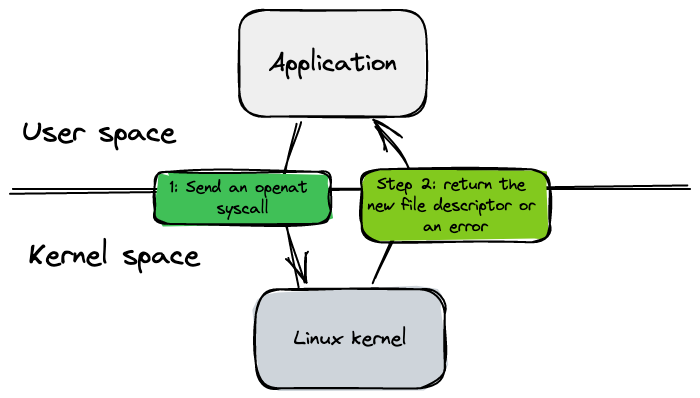 Application
User space
1: Send an openat
syscall
Step 2: return the
new file descriptor or
an error
Kernel space
Linux kernel